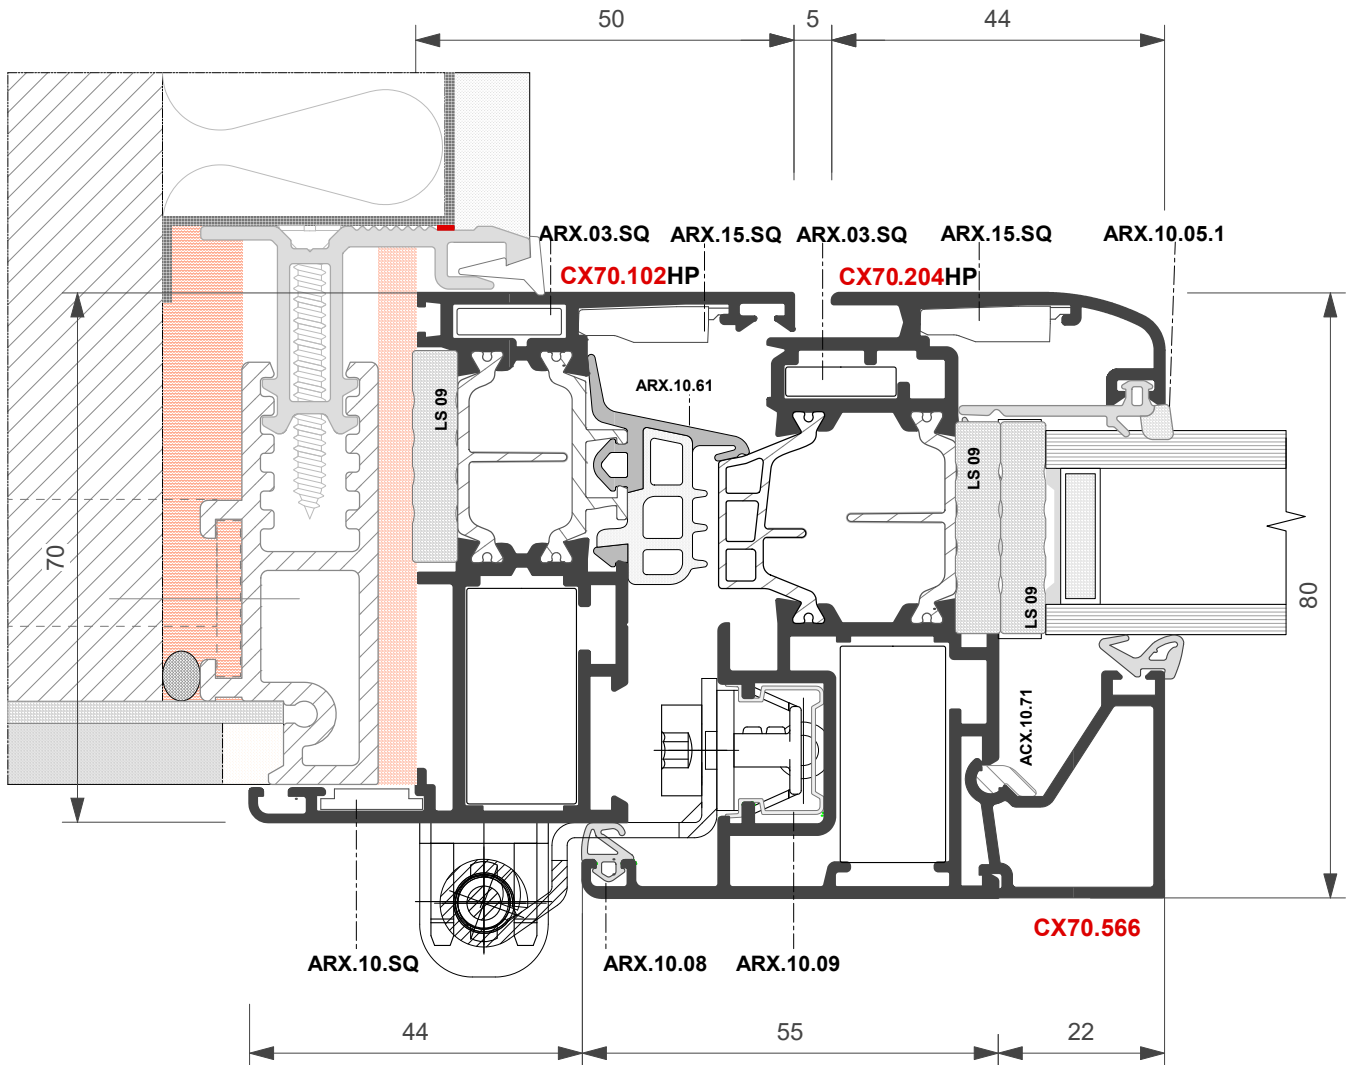 50
5
44
ARX.03.SQ
ARX.15.SQ
ARX.03.SQ
ARX.15.SQ
ARX.10.05.1
CX70.102HP
CX70.204HP
ARX.10.61
LS 09
LS 09
LS 09
70
80
ACX.10.71
CX70.566
ARX.10.SQ
ARX.10.08
ARX.10.09
44
55
22